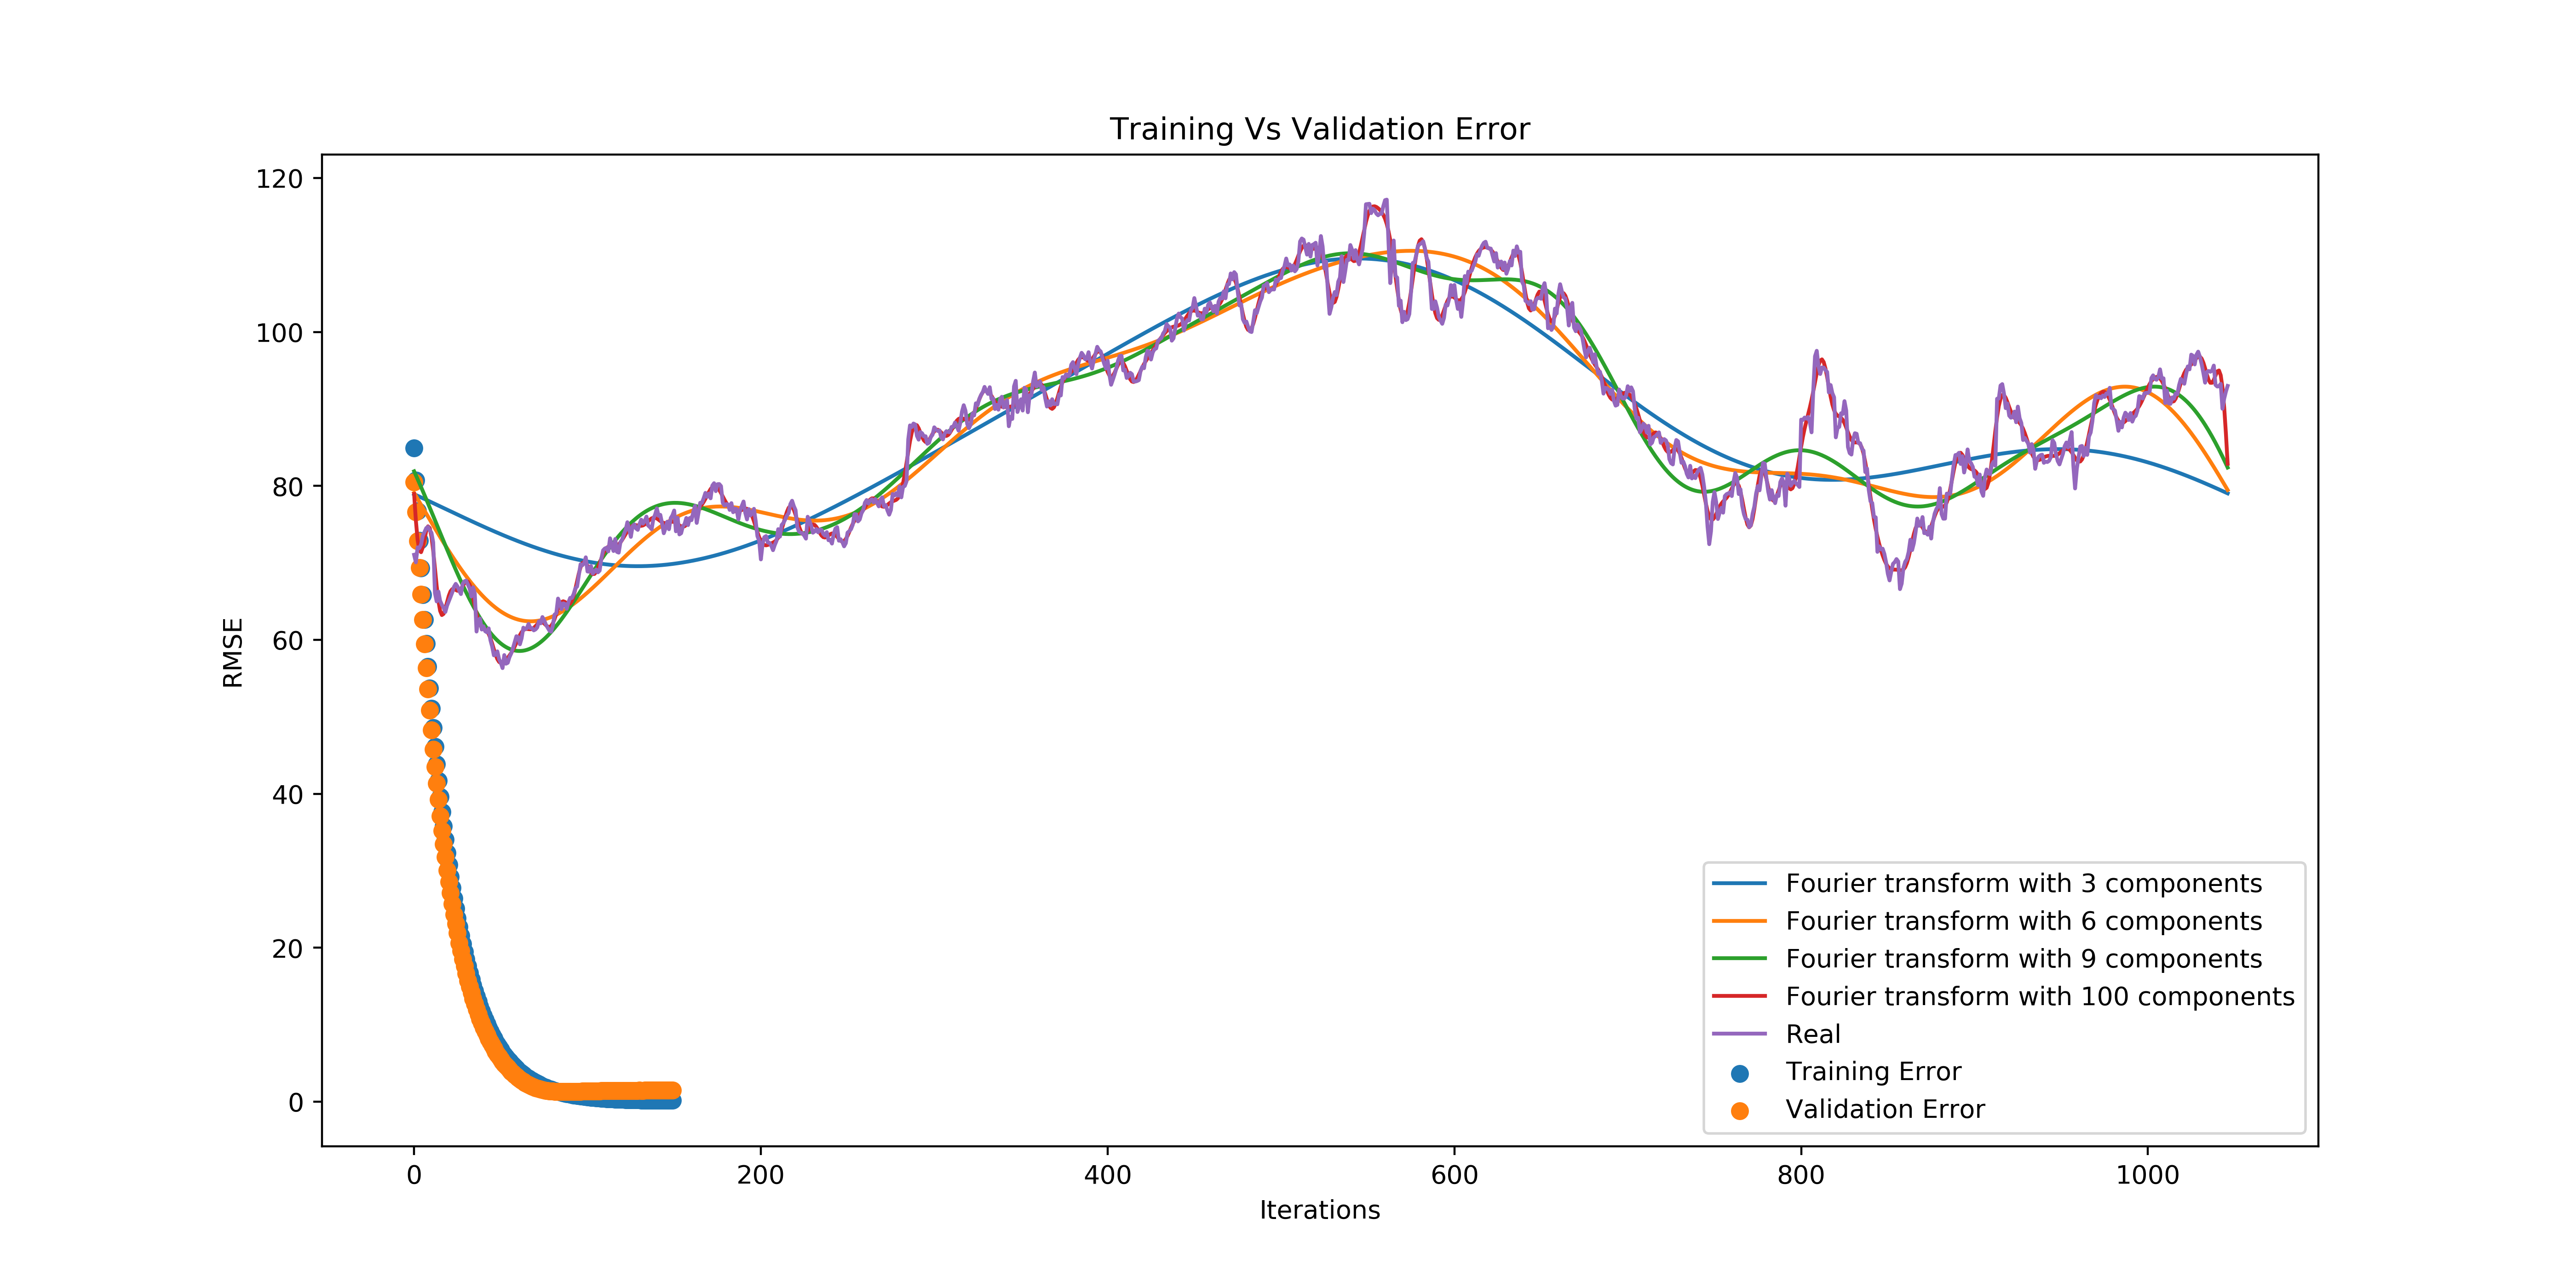 Training Vs Validation Error
120
100
80
60
40
20
0
RMSE
0
200
400
600
800
1000
Iterations
Fourier transform with 3 components
Fourier transform with 6 components
Fourier transform with 9 components
Fourier transform with 100 components
Real
Training Error
Validation Error